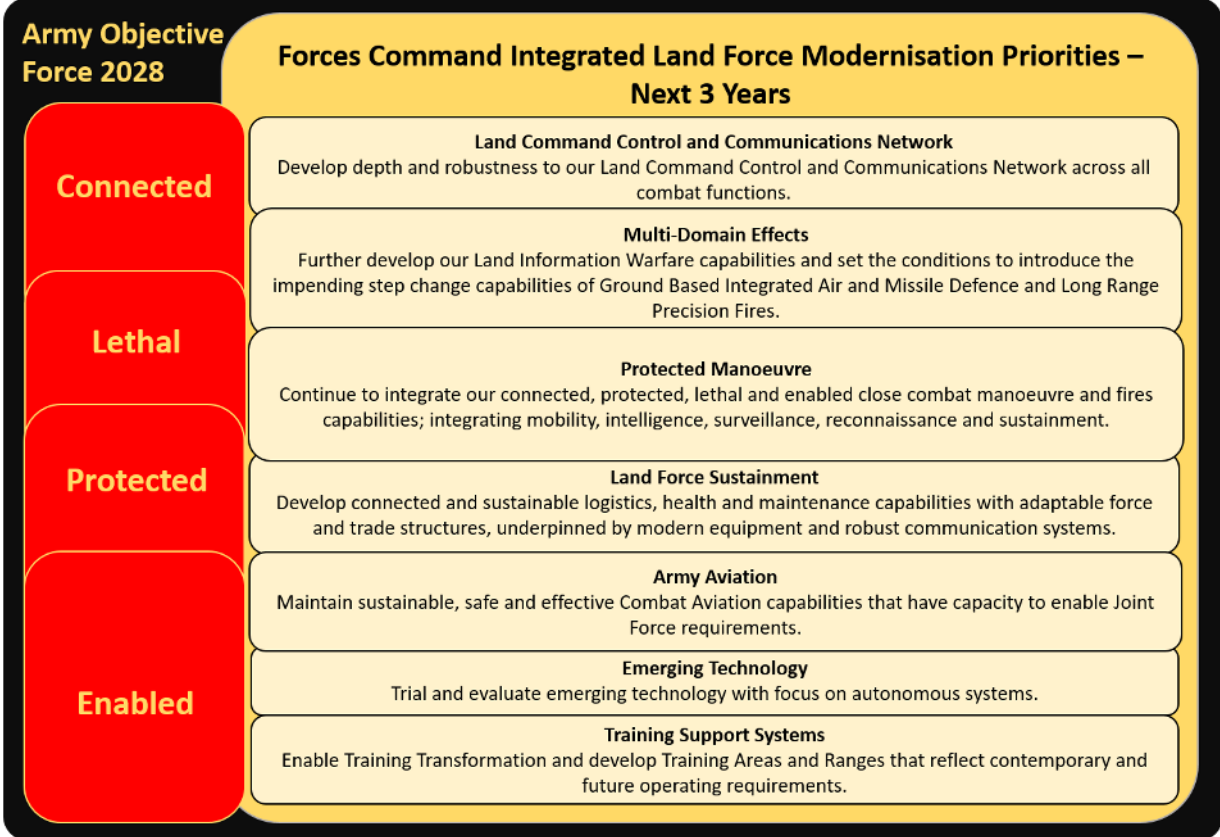 Army Objective
Force 2028
Forces Command Integrated Land Force Modernisation Priorities –
Next 3 Years
Connected
Lethal
Protected
Enabled
Land Command Control and Communications Network
Develop depth and robustness to our Land Command Control and Communications Network across all
combat functions.
Multi-Domain Effects
Further develop our Land Information Warfare capabilities and set the conditions to introduce the
impending step change capabilities of Ground Based Integrated Air and Missile Defence and Long Range
Precision Fires.
Protected Manoeuvre
Continue to integrate our connected, protected, lethal and enabled close combat manoeuvre and fires
capabilities; integrating mobility, intelligence, surveillance, reconnaissance and sustainment.
Land Force Sustainment
Develop connected and sustainable logistics, health and maintenance capabilities with adaptable force
and trade structures, underpinned by modern equipment and robust communication systems.
Army Aviation
Maintain sustainable, safe and effective Combat Aviation capabilities that have capacity to enable Joint
Force requirements.
Emerging Technology
Trial and evaluate emerging technology with focus on autonomous systems.
Training Support Systems
Enable Training Transformation and develop Training Areas and Ranges that reflect contemporary and
future operating requirements.